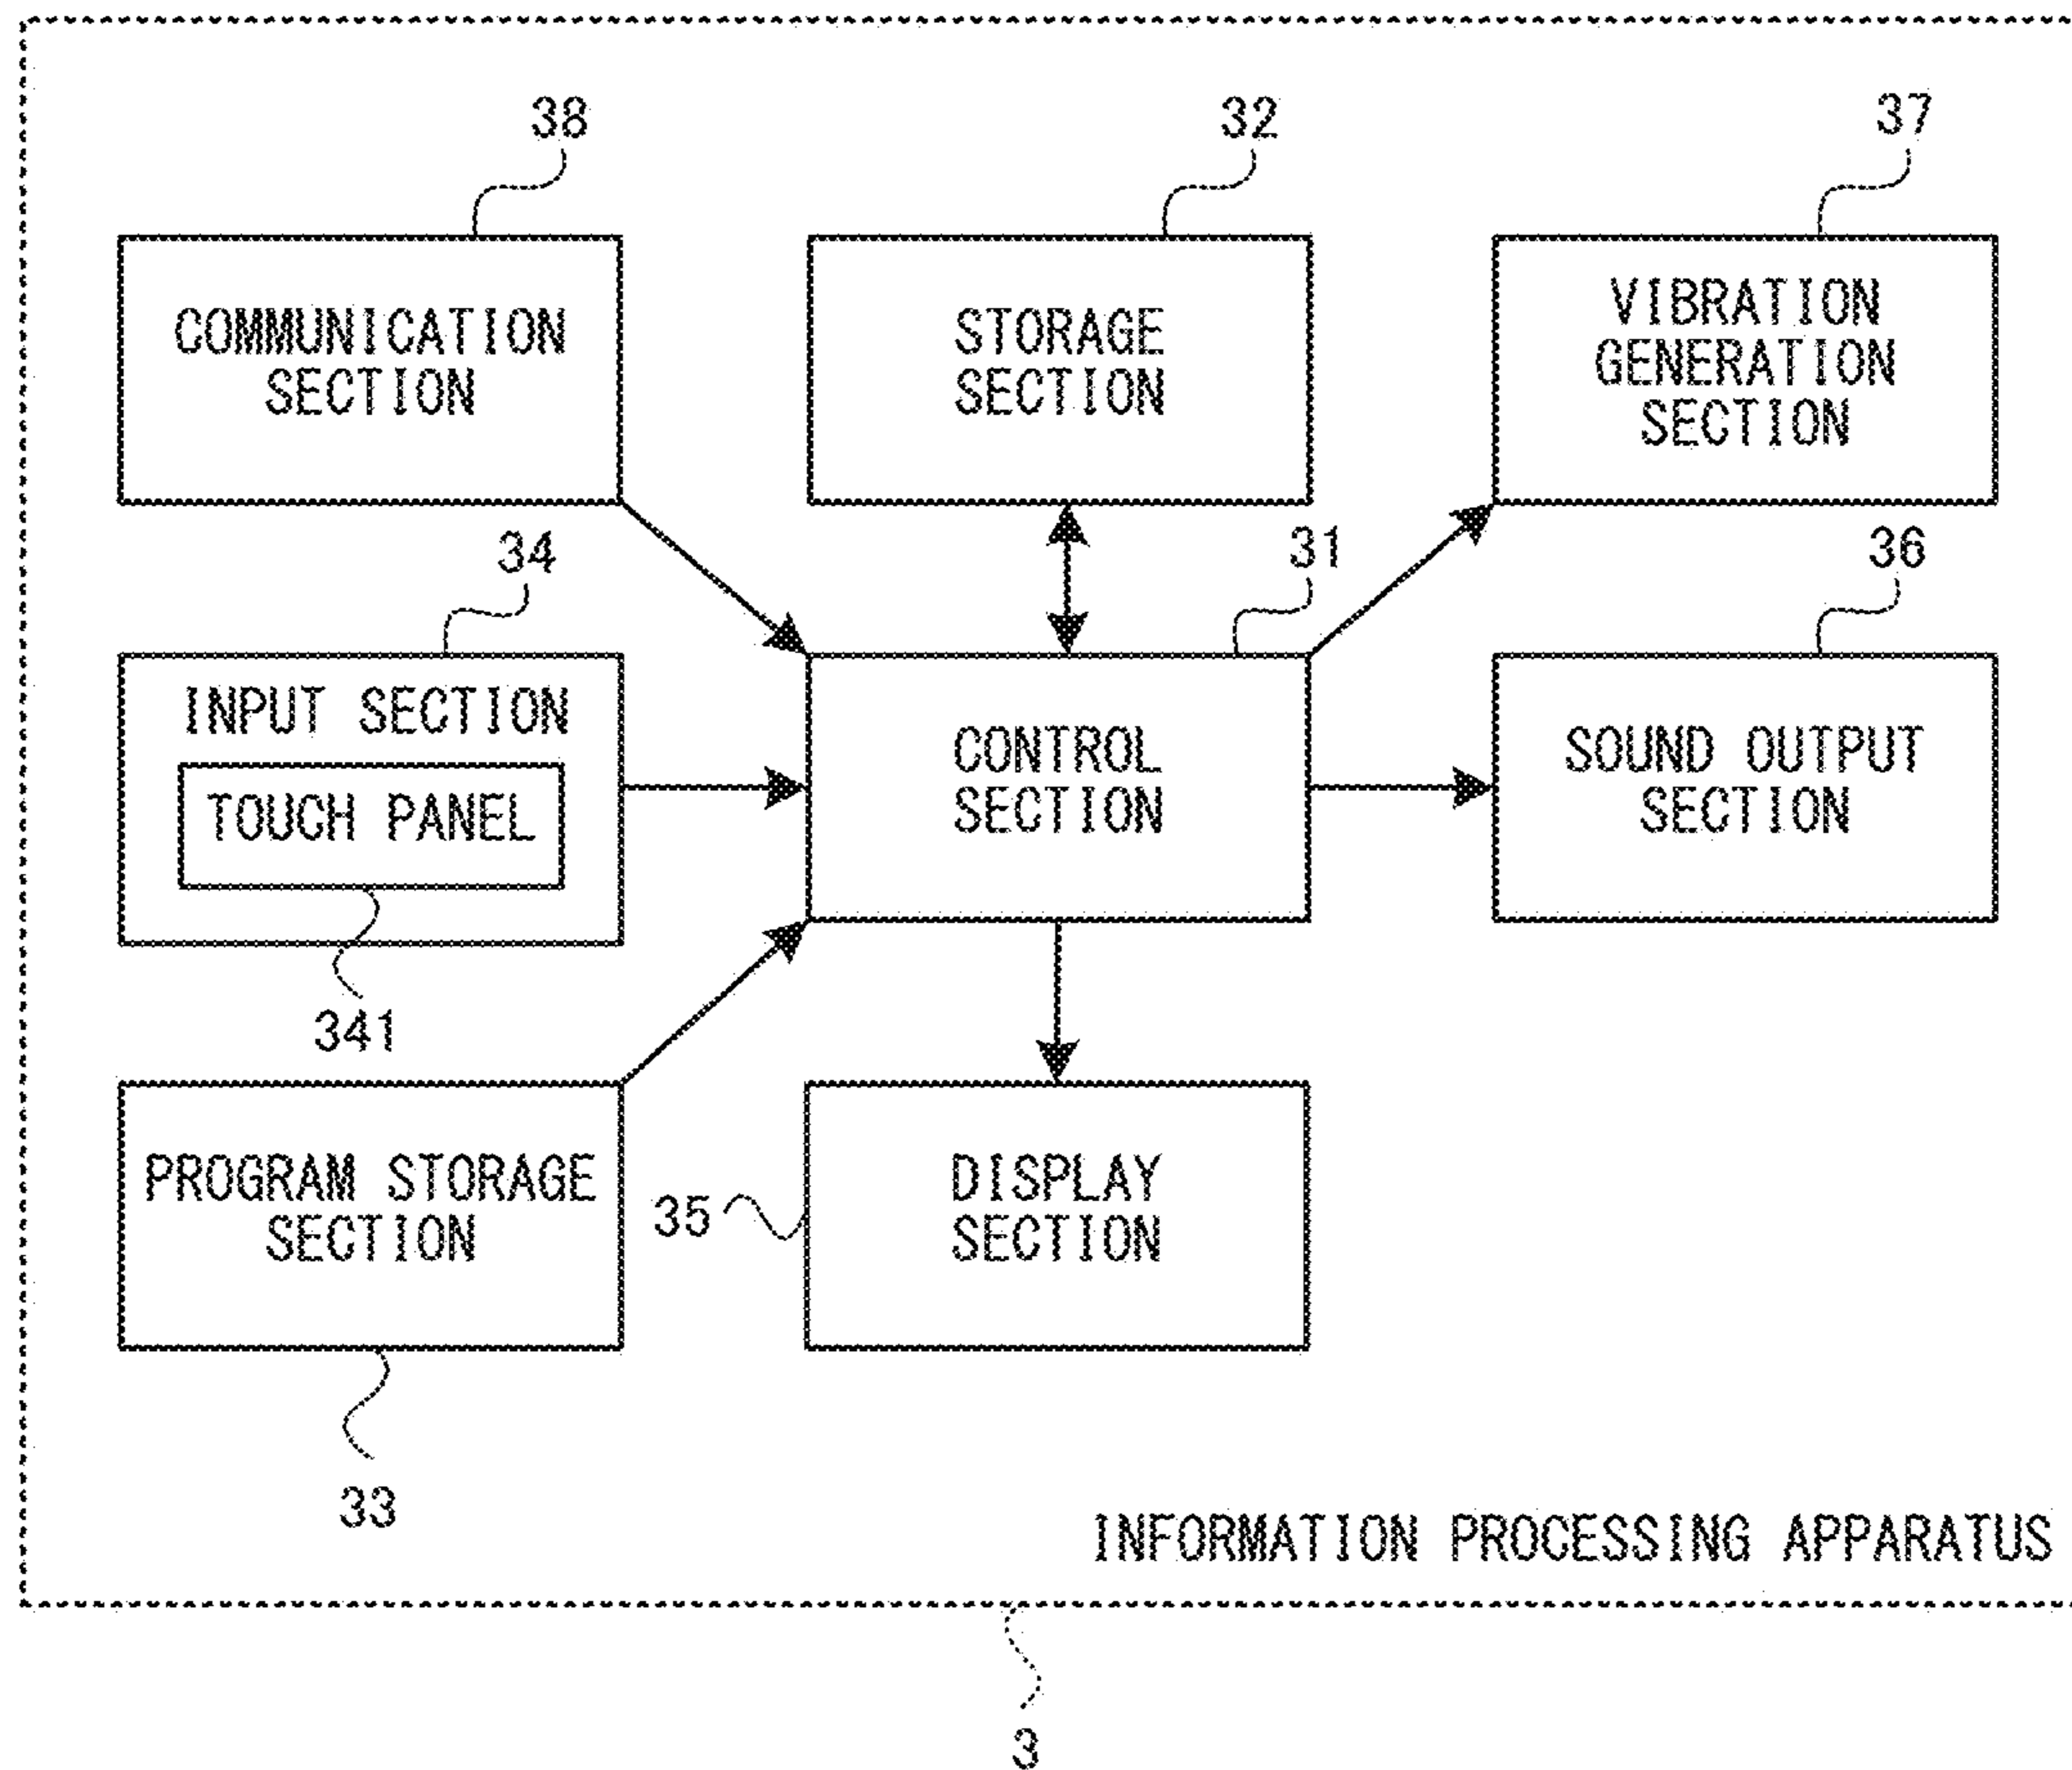 38
32
37
COMMUNICATION
SECTION
STORAGE
SECTION
VIBRATION
GENERATION
SECTION
34
31
36
INPUT SECTION
TOUCH PANEL
CONTROL
SECTION
SOUND OUTPUT
SECTION
341
PROGRAM STORAGE
SECTION
35
DISPLAY
SECTION
33
INFORMATION PROCESSING APPARATUS
3